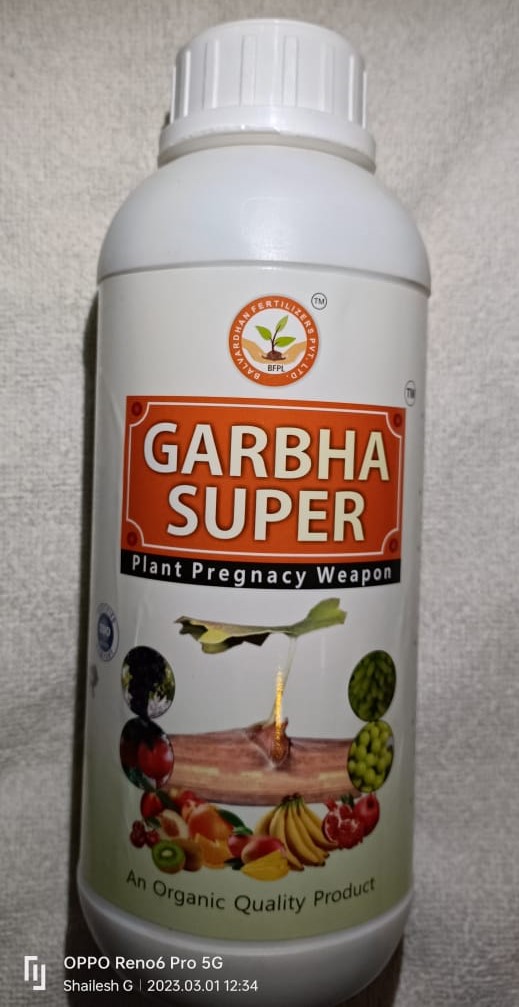 BALVARDHAN FERTILIZERS PVT. LTD.
BFPL
TM
TM
GARBHA
SUPER
Plant Pregnacy Weapon
An Organic Quality Product
OPPO Reno6 Pro 5G
Shailesh G | 2023.03.01 12:34